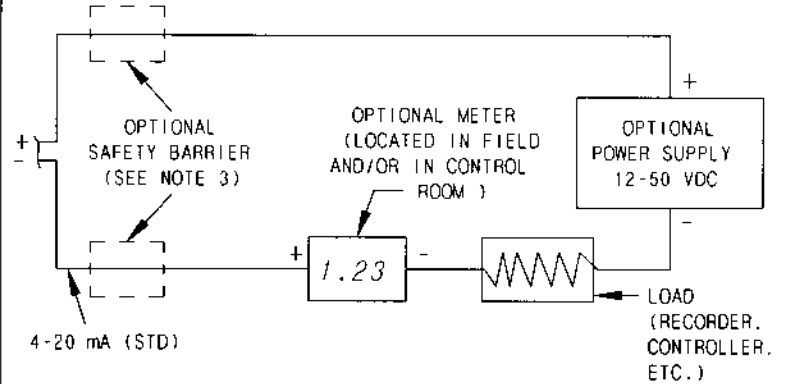 +
OPTIONAL
SAFETY BARRIER
(SEE NOTE 3)
+
-
OPTIONAL METER
(LOCATED IN FIELD
AND/OR IN CONTROL
ROOM )
OPTIONAL
POWER SUPPLY
12-50 VDC
-
+
1.23
-
4-20 mA (STD)
LOAD
(RECORDER.
CONTROLLER.
ETC.)